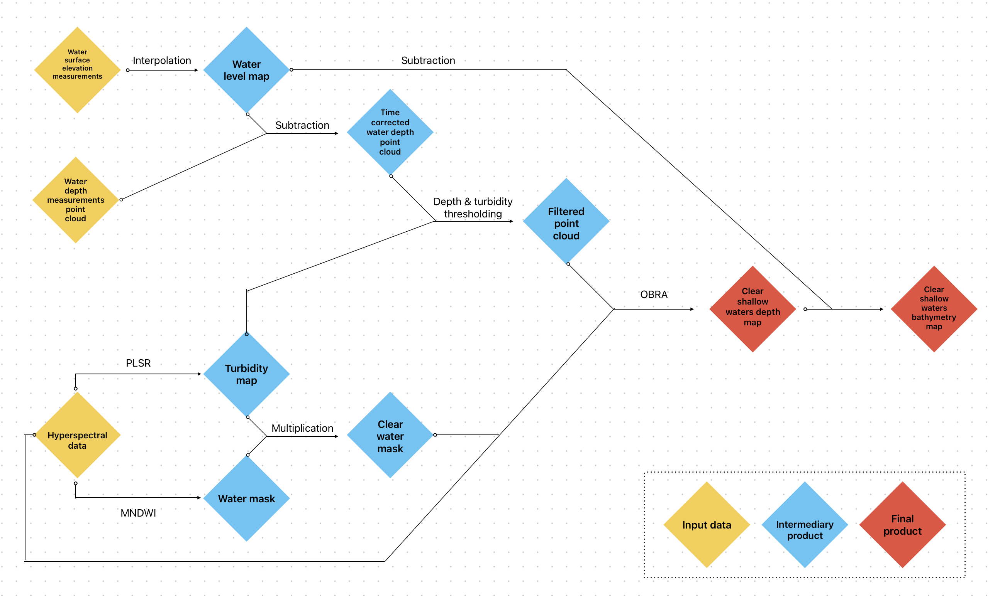 Water
surface
elevation
measurements
Interpolation
Water
level map
Subtraction
Subtraction
Time
corrected
water depth
point
cloud
Water
depth
measurements
point
cloud
Depth & turbidity
thresholding
Filtered
point
cloud
OBRA
Clear
shallow
waters depth
map
Clear
shallow
waters
bathymetry
map
PLSR
Turbidity
map
Hyperspectral
data
Multiplication
Clear
water
mask
MNDWI
Water mask
Input data
Intermediary
product
Final
product